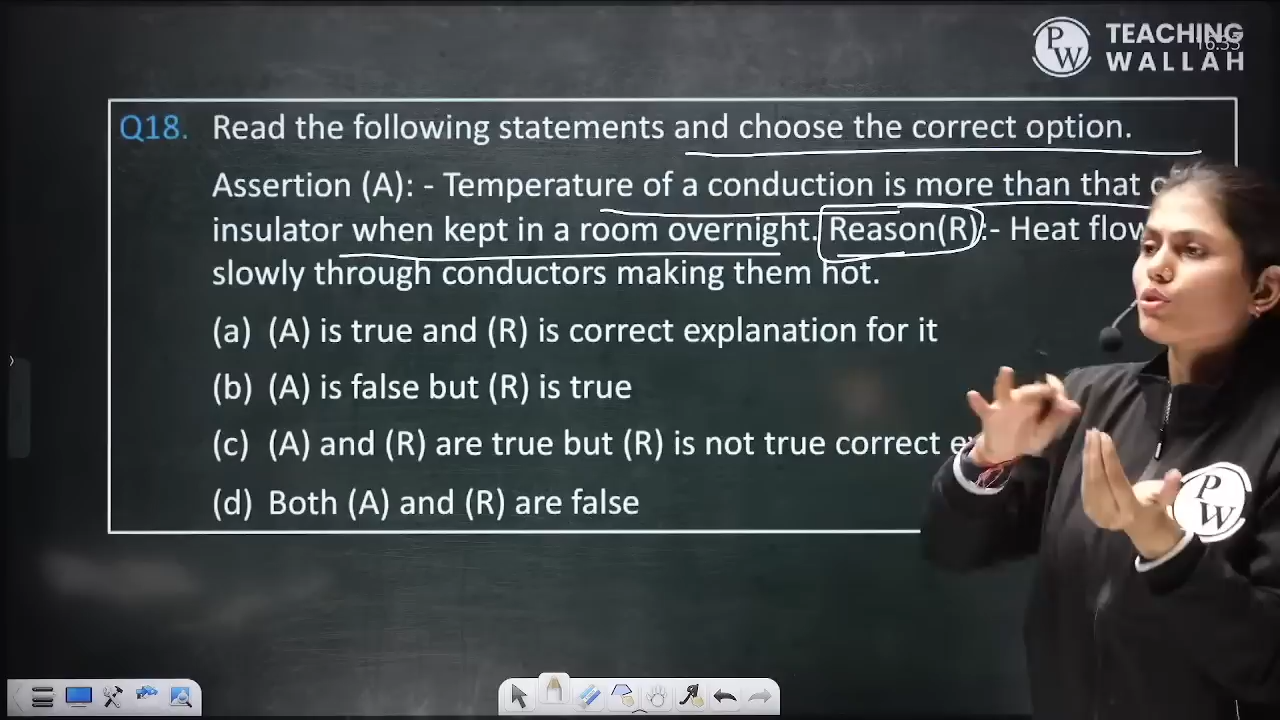 PW TEACHING
WALLAH
Q18. Read the following statements and choose the correct option.
Assertion (A): - Temperature of a conduction is more than that
insulator when kept in a room overnight. Reason(R):- Heat flow
slowly through conductors making them hot.
(a) (A) is true and (R) is correct explanation for it
(b) (A) is false but (R) is true
(c) (A) and (R) are true but (R) is not true correct
(d) Both (A) and (R) are false
PW